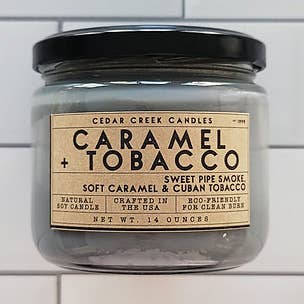 CEDAR CREEK CANDLES
CARAMEL
+ TOBACCO
SWEET PIPE SMOKE,
SOFT CARAMEL & CUBAN TOBACCO
NATURAL
SOY CANDLE
CRAFTED IN
THE USA
ECO-FRIENDLY
FOR CLEAN BURN
NET WT. 14 OUNCES